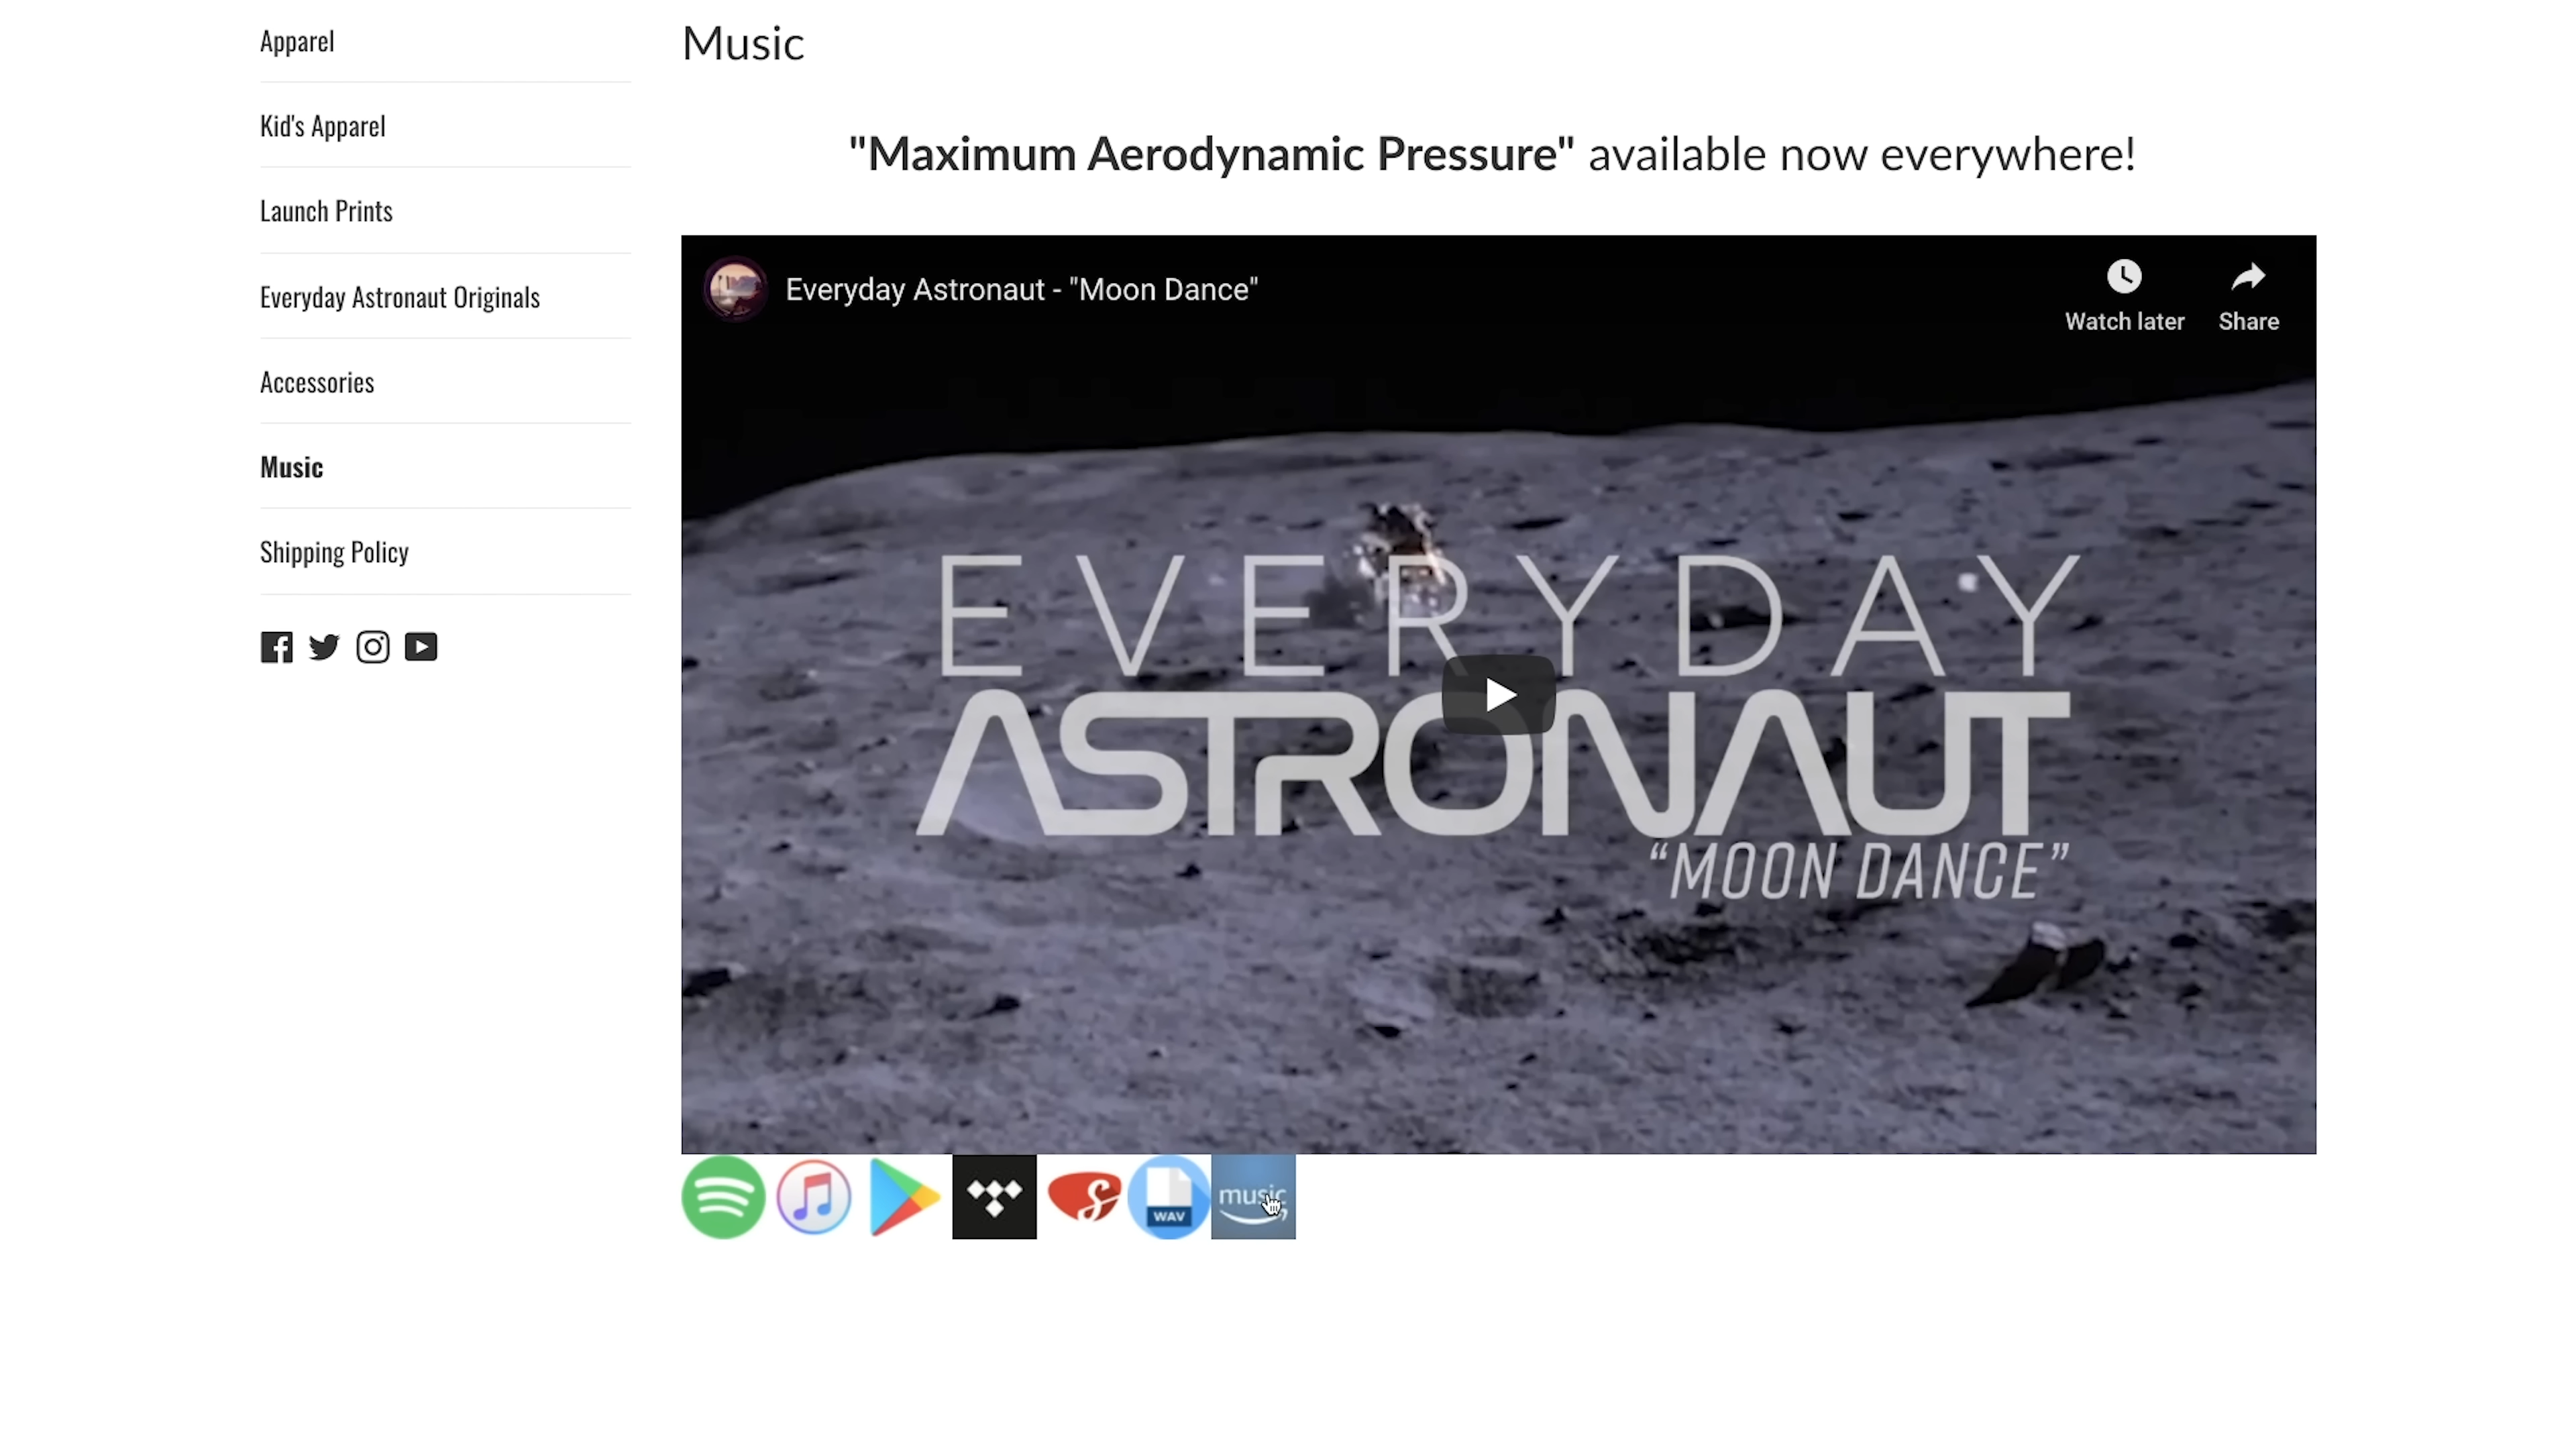 Apparel
Kid's Apparel
Launch Prints
Everyday Astronaut Originals
Accessories
Music
Shipping Policy
Music
"Maximum Aerodynamic Pressure" available now everywhere!
Everyday Astronaut - "Moon Dance"
Watch later
Share
EVERYDAY
ASTRONAUT
“MOON DANCE”
WAV
music